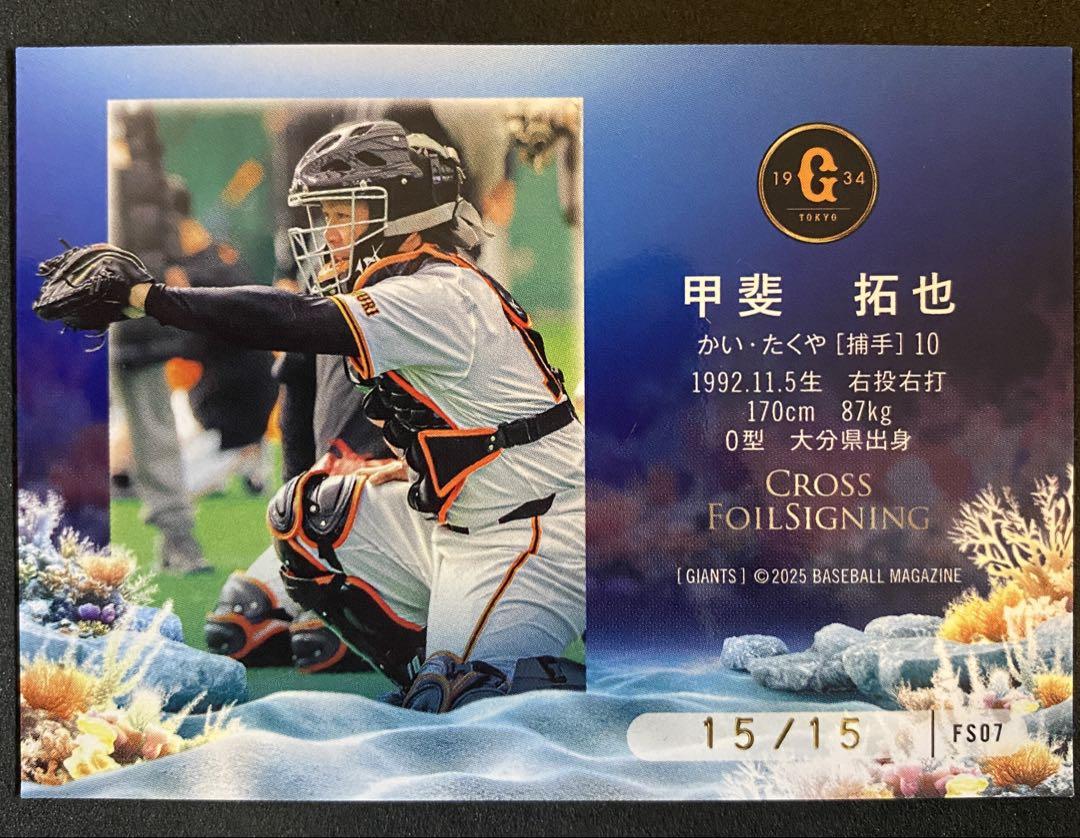 19 G 34
TOKYO
甲斐 拓也
かい・たくや [捕手] 10
1992.11.5生 右投右打
170cm 87kg
O型 大分県出身
CROSS
FOILSIGNING
[GIANTS] ©2025 BASEBALL MAGAZINE
15/15 | FS07